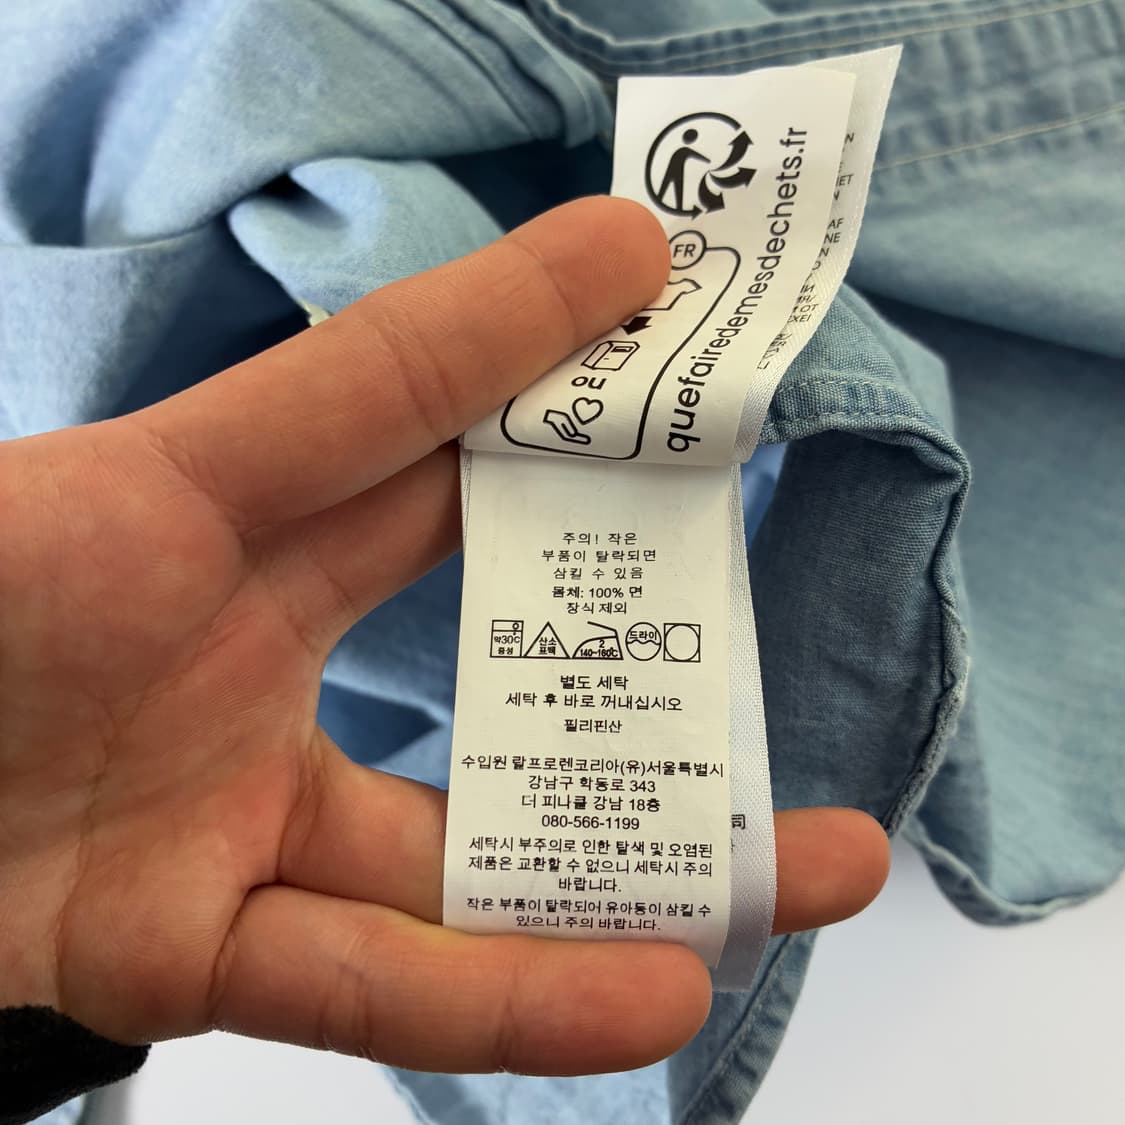 FR
quefairedemesdechets.fr
주의! 작은
부품이 탈락되면
삼킬 수 있음
몸체: 100% 면
장식 제외
약30℃
중성
산소
표백
2
140~160℃
드라이
별도 세탁
세탁 후 바로 꺼내십시오
필리핀산
수입원 랄프로렌코리아(유)서울특별시
강남구 학동로 343
더 피나클 강남 18층
080-566-1199
세탁시 부주의로 인한 탈색 및 오염된
제품은 교환할 수 없으니 세탁시 주의
바랍니다.
작은 부품이 탈락되어 유아동이 삼킬 수
있으니 주의 바랍니다.